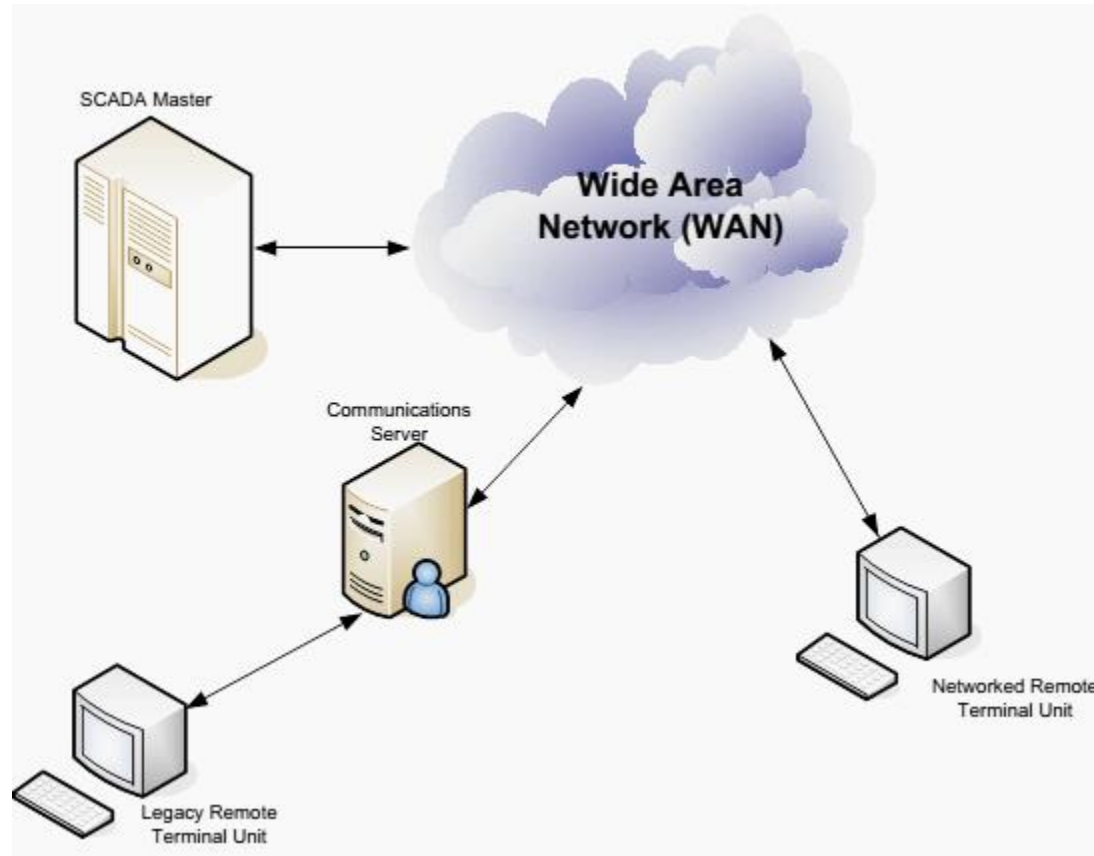 SCADA Master
Wide Area
Network (WAN)
Communications
Server
Networked Remote
Terminal Unit
Legacy Remote
Terminal Unit